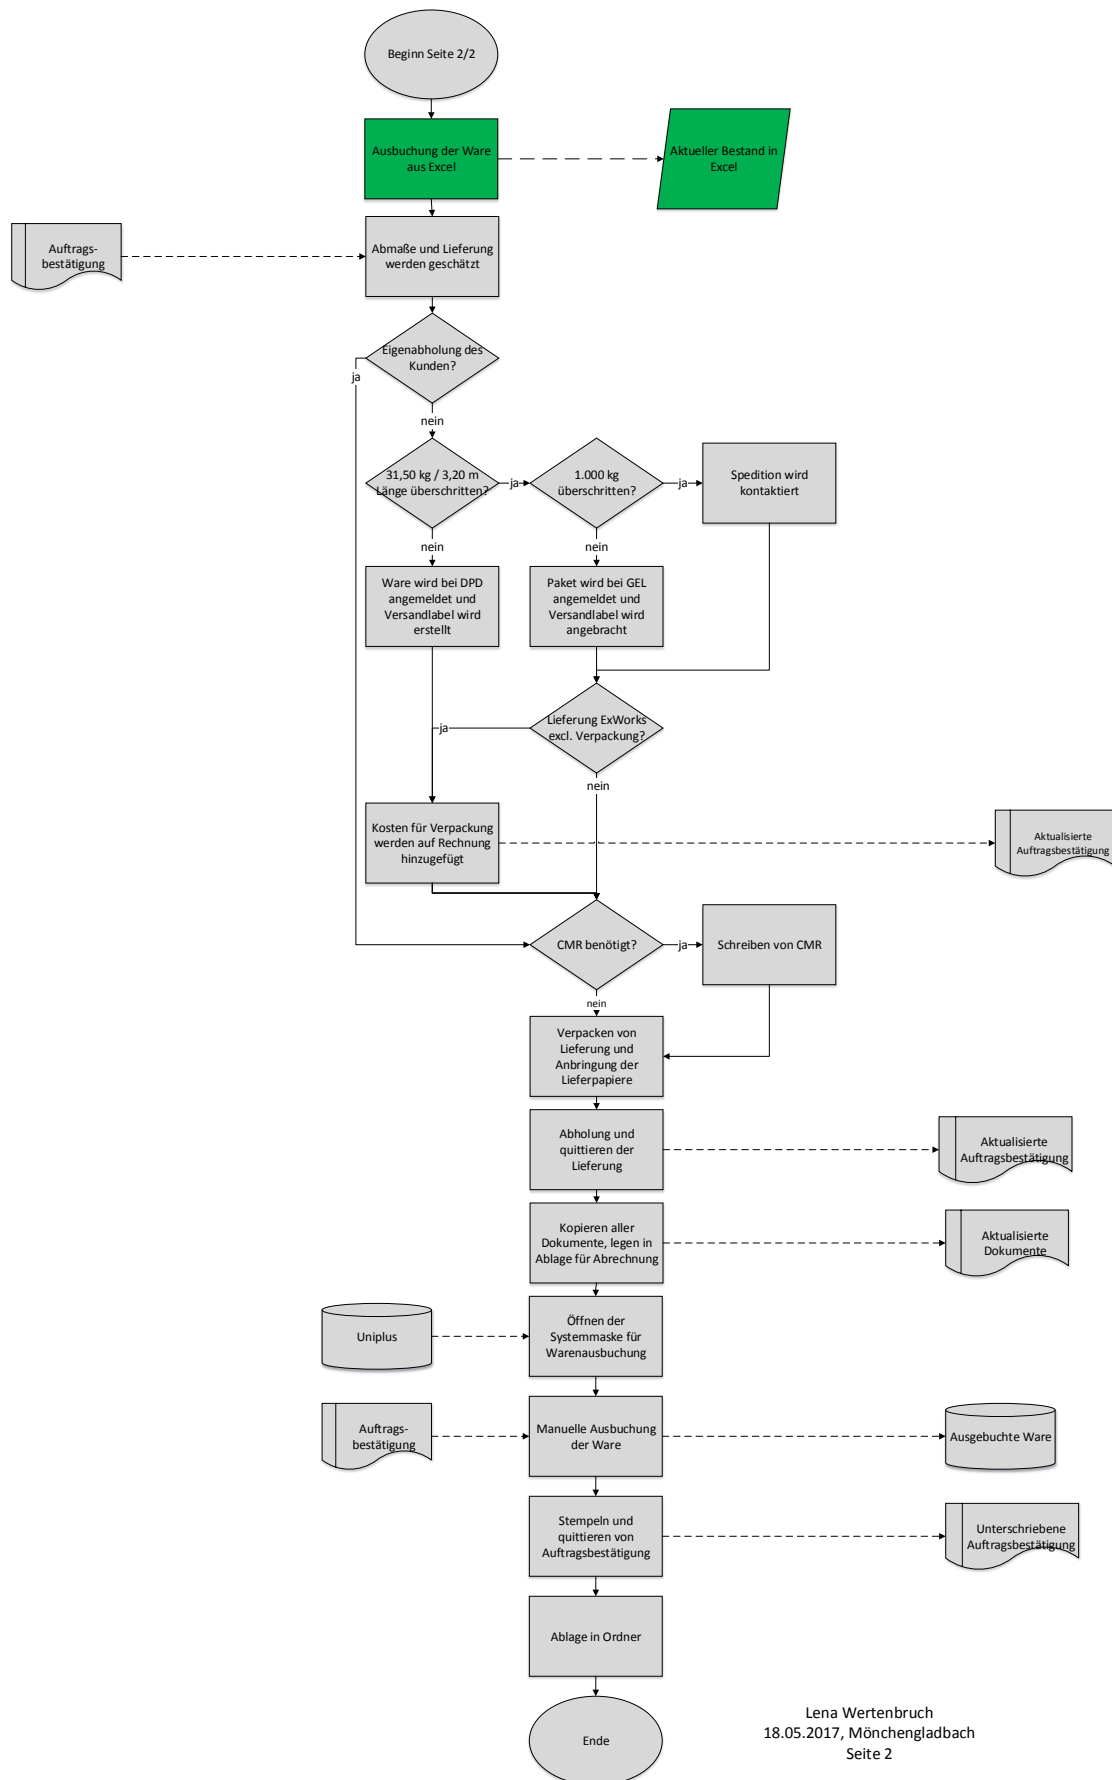 Beginn Seite 2/2
Ausbuchung der Ware
aus Excel
Aktueller Bestand in
Excel
Auftrags-
bestätigung
Abmaße und Lieferung
werden geschätzt
Eigenabholung des
Kunden?
ja
nein
31,50 kg / 3,20 m
Länge überschritten?
ja
1.000 kg
überschritten?
ja
Spedition wird
kontaktiert
nein
nein
Ware wird bei DPD
angemeldet und
Versandlabel wird
erstellt
Paket wird bei GEL
angemeldet und
Versandlabel wird
angebracht
Lieferung ExWorks
excl. Verpackung?
ja
nein
Kosten für Verpackung
werden auf Rechnung
hinzugefügt
Aktualisierte
Auftragsbestätigung
CMR benötigt?
ja
Schreiben von CMR
nein
Verpacken von
Lieferung und
Anbringung der
Lieferpapiere
Abholung und
quittieren der
Lieferung
Aktualisierte
Auftragsbestätigung
Kopieren aller
Dokumente, legen in
Ablage für Abrechnung
Aktualisierte
Dokumente
Uniplus
Öffnen der
Systemmaske für
Warenausbuchung
Auftrags-
bestätigung
Manuelle Ausbuchung
der Ware
Ausgebuchte Ware
Stempeln und
quittieren von
Auftragsbestätigung
Unterschriebene
Auftragsbestätigung
Ablage in Ordner
Ende
Lena Wertenbruch
18.05.2017, Mönchengladbach
Seite 2